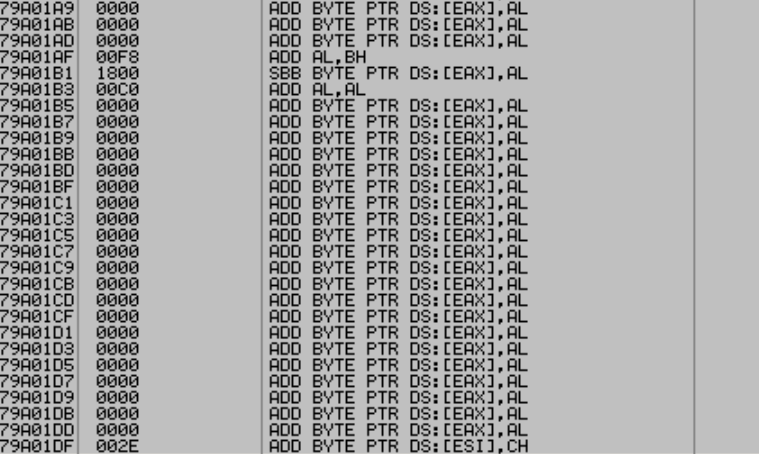 79A01A9 0000 ADD BYTE PTR DS:[EAX],AL
79A01AB 0000 ADD BYTE PTR DS:[EAX],AL
79A01AD 0000 ADD BYTE PTR DS:[EAX],AL
79A01AF 00F8 ADD AL,BH
79A01B1 1800 SBB BYTE PTR DS:[EAX],AL
79A01B3 00C0 ADD AL,AL
79A01B5 0000 ADD BYTE PTR DS:[EAX],AL
79A01B7 0000 ADD BYTE PTR DS:[EAX],AL
79A01B9 0000 ADD BYTE PTR DS:[EAX],AL
79A01BB 0000 ADD BYTE PTR DS:[EAX],AL
79A01BD 0000 ADD BYTE PTR DS:[EAX],AL
79A01BF 0000 ADD BYTE PTR DS:[EAX],AL
79A01C1 0000 ADD BYTE PTR DS:[EAX],AL
79A01C3 0000 ADD BYTE PTR DS:[EAX],AL
79A01C5 0000 ADD BYTE PTR DS:[EAX],AL
79A01C7 0000 ADD BYTE PTR DS:[EAX],AL
79A01C9 0000 ADD BYTE PTR DS:[EAX],AL
79A01CB 0000 ADD BYTE PTR DS:[EAX],AL
79A01CD 0000 ADD BYTE PTR DS:[EAX],AL
79A01CF 0000 ADD BYTE PTR DS:[EAX],AL
79A01D1 0000 ADD BYTE PTR DS:[EAX],AL
79A01D3 0000 ADD BYTE PTR DS:[EAX],AL
79A01D5 0000 ADD BYTE PTR DS:[EAX],AL
79A01D7 0000 ADD BYTE PTR DS:[EAX],AL
79A01D9 0000 ADD BYTE PTR DS:[EAX],AL
79A01DB 0000 ADD BYTE PTR DS:[EAX],AL
79A01DD 0000 ADD BYTE PTR DS:[EAX],AL
79A01DF 002E ADD BYTE PTR DS:[ESI],CH